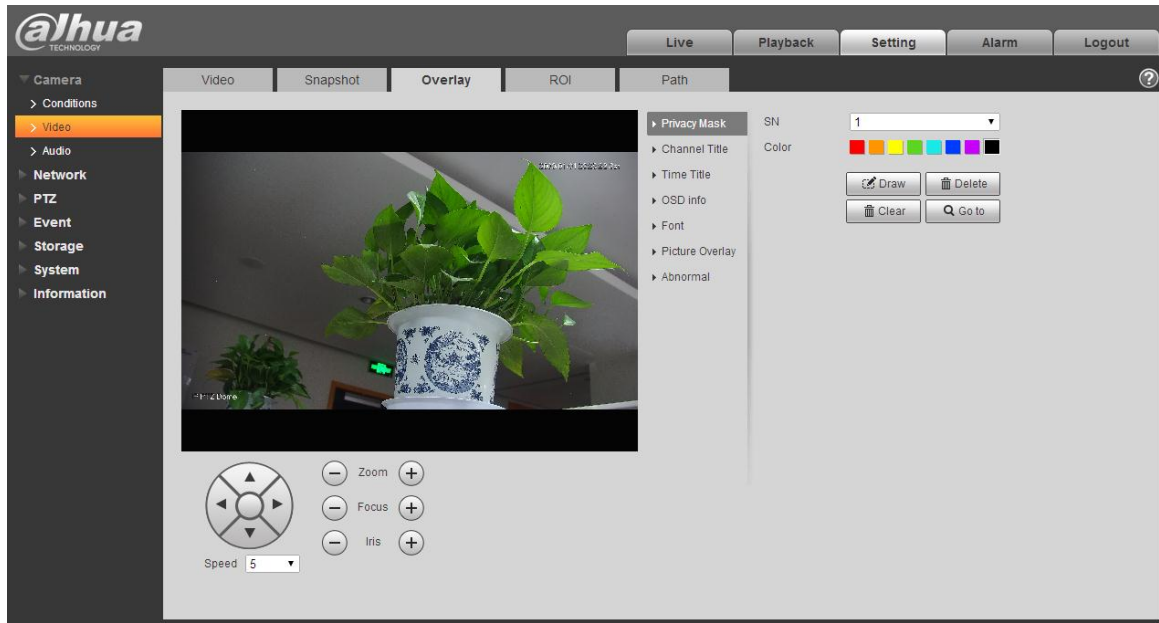 alhua
TECHNOLOGY
Live
Playback
Setting
Alarm
Logout
Camera
Conditions
Video
Audio
Network
PTZ
Event
Storage
System
Information
Video
Snapshot
Overlay
ROI
Path
?
Privacy Mask
Channel Title
Time Title
OSD info
Font
Picture Overlay
Abnormal
SN
1
Color
Draw
Delete
Clear
Go to
Zoom
Focus
Iris
Speed 5